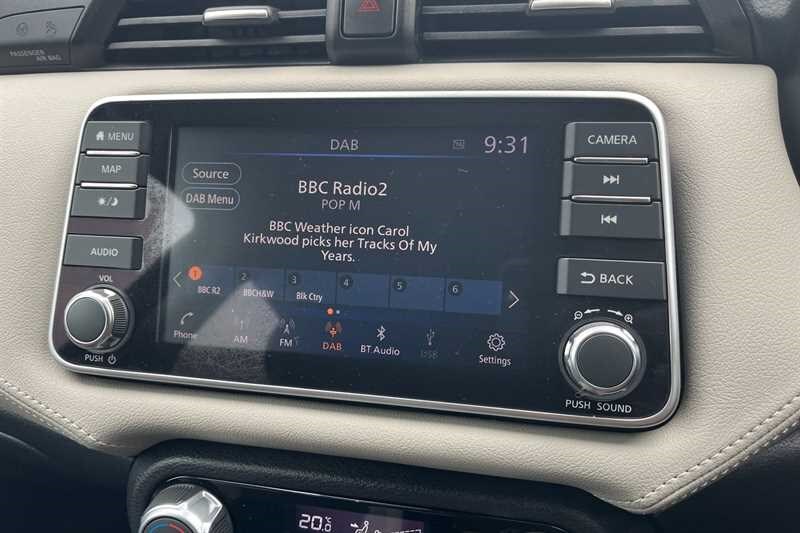 PASSENGER
AIR BAG
MENU
MAP
AUDIO
VOL
PUSH
DAB
9:31
Source
DAB Menu
BBC Radio2
POP M
BBC Weather icon Carol
Kirkwood picks her Tracks Of My
Years.
1 2 3 4 5 6
BBC R2 BBCH&W Blk Ctry
Phone AM FM DAB BT Audio USB Settings
CAMERA
BACK
PUSH SOUND
20.0°C